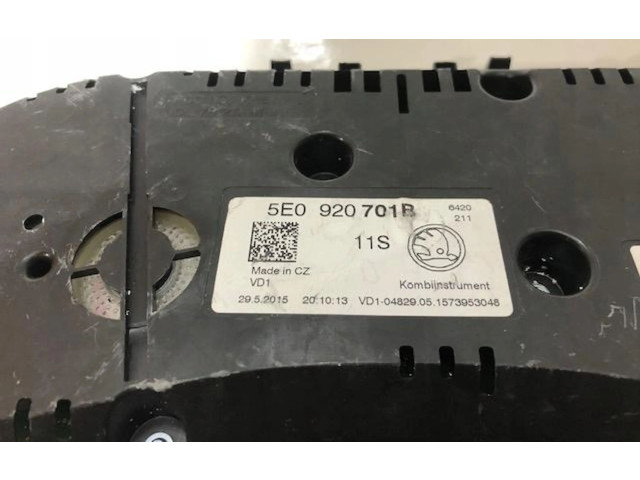 5E0 920 701B
6420
211
11S
Made in CZ
VD1
Kombijnstrument
29.5.2015 20:10:13 VD1-04829.05.1573953048